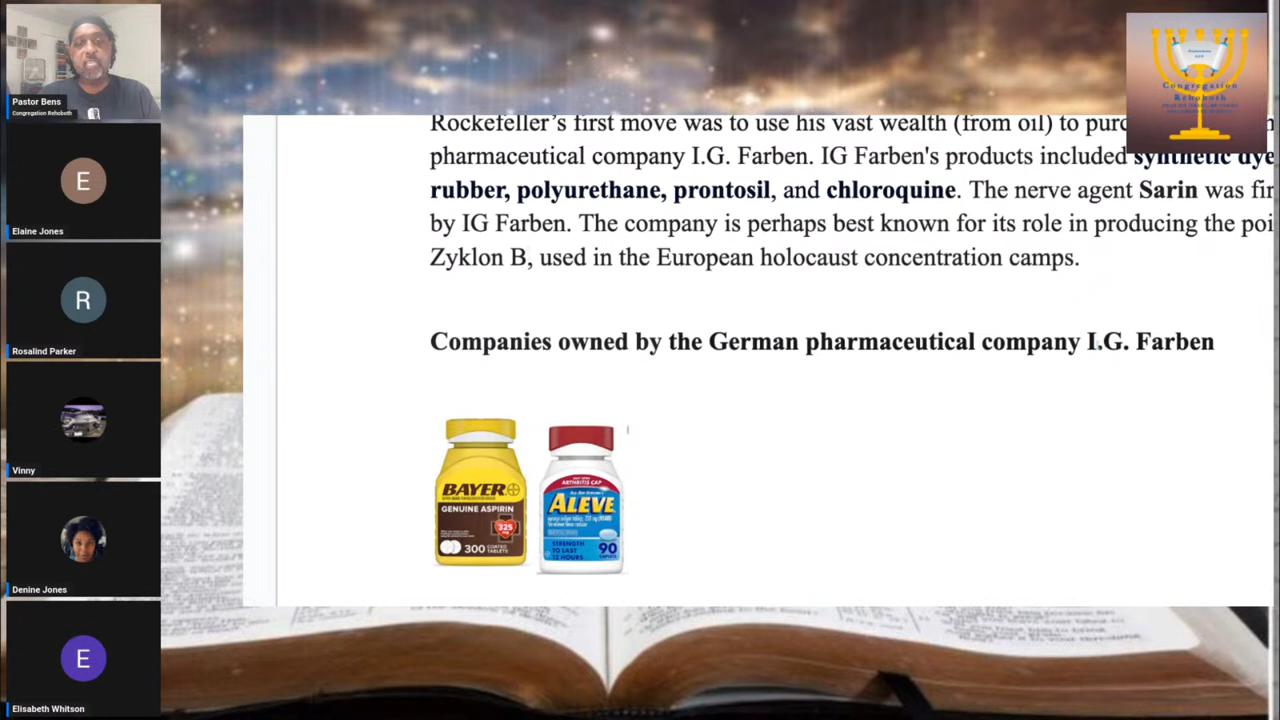 Pastor Bens
Congregation Rehoboth
E
Elaine Jones
R
Rosalind Parker
Vinny
Denine Jones
E
Elisabeth Whitson
Congregation
Rehoboth
Rockefeller's first move was to use his vast wealth (from oil) to
pharmaceutical company I.G. Farben. IG Farben's products included synthetic
rubber, polyurethane, prontosil, and chloroquine. The nerve agent Sarin was
by IG Farben. The company is perhaps best known for its role in producing the
Zyklon B, used in the European holocaust concentration camps.
Companies owned by the German pharmaceutical company I.G. Farben
BAYER
GENUINE ASPIRIN
325
300 COATED TABLETS
ARTHRITIS CAP
ALEVE
STRENGTH
TO LAST
12 HOURS
90